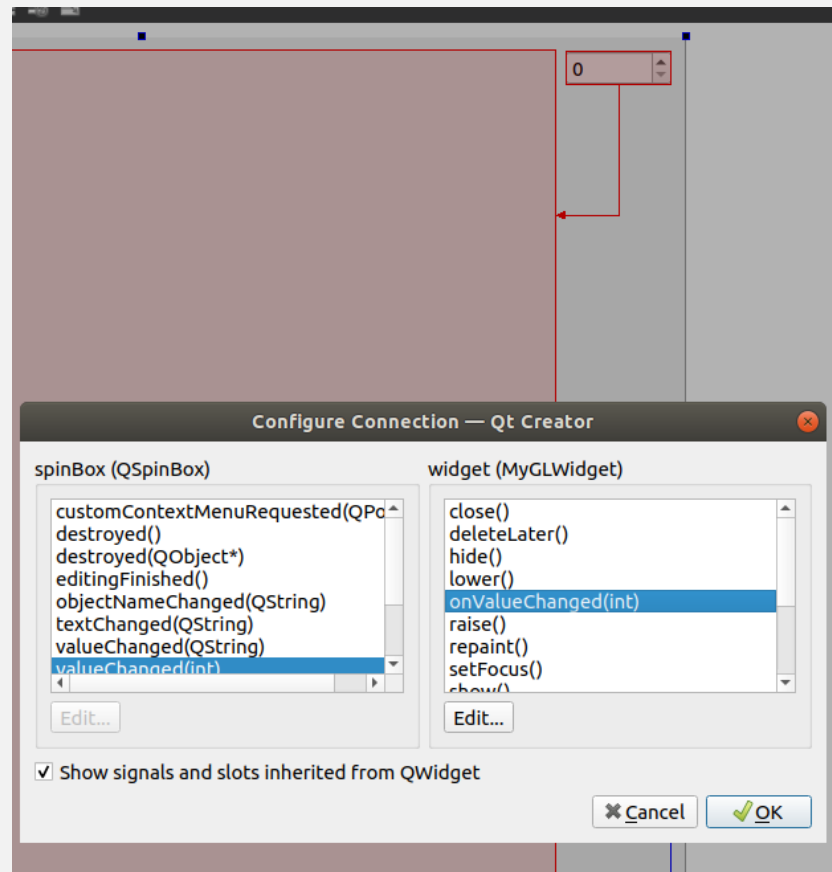 0
Configure Connection — Qt Creator
spinBox (QSpinBox)
customContextMenuRequested(QPo
destroyed()
destroyed(QObject*)
editingFinished()
objectNameChanged(QString)
textChanged(QString)
valueChanged(QString)
valueChanged(int)
Edit...
widget (MyGLWidget)
close()
deleteLater()
hide()
lower()
onValueChanged(int)
raise()
repaint()
setFocus()
show()
Edit...
Show signals and slots inherited from QWidget
Cancel
OK